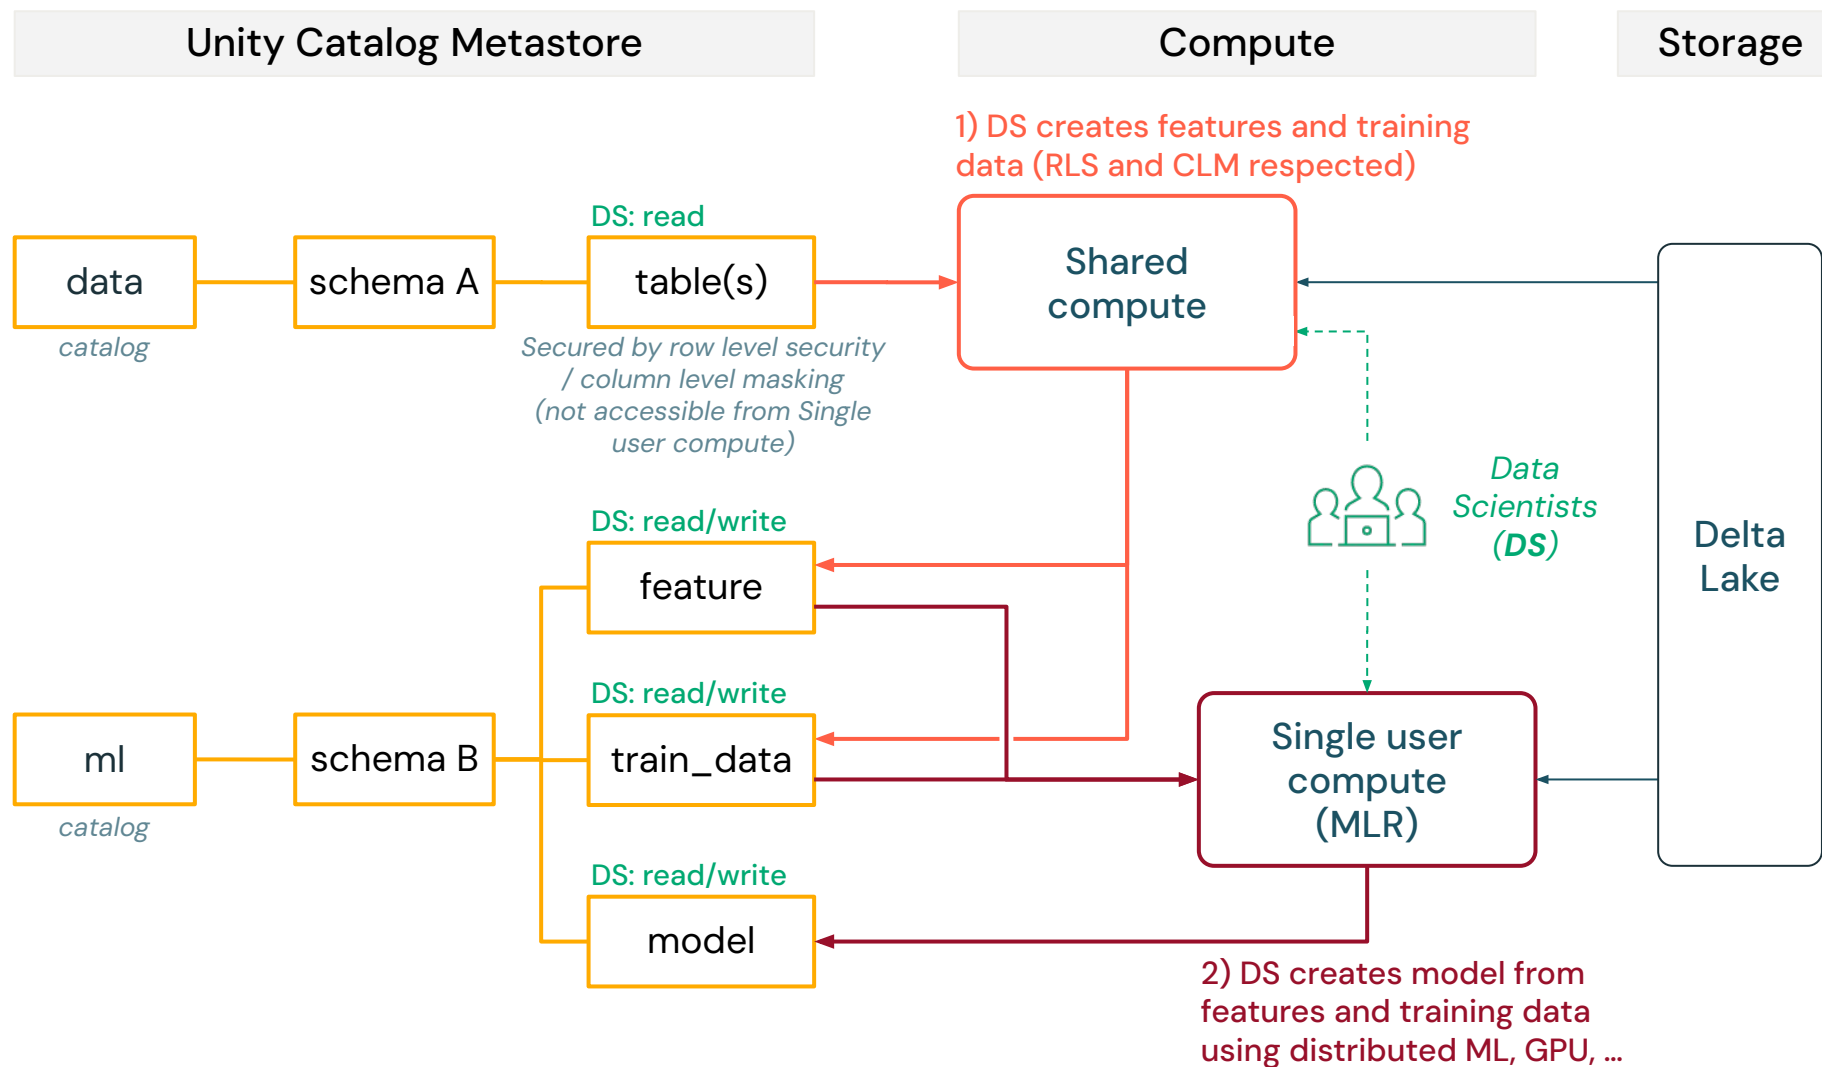 Unity Catalog Metastore
Compute
Storage
1) DS creates features and training
data (RLS and CLM respected)
DS: read
data
schema A
table(s)
Shared
compute
catalog
Secured by row level security
/ column level masking
(not accessible from Single
user compute)
Data
Scientists
(DS)
Delta
Lake
DS: read/write
feature
DS: read/write
ml
schema B
train_data
Single user
compute
(MLR)
catalog
DS: read/write
model
2) DS creates model from
features and training data
using distributed ML, GPU, ...